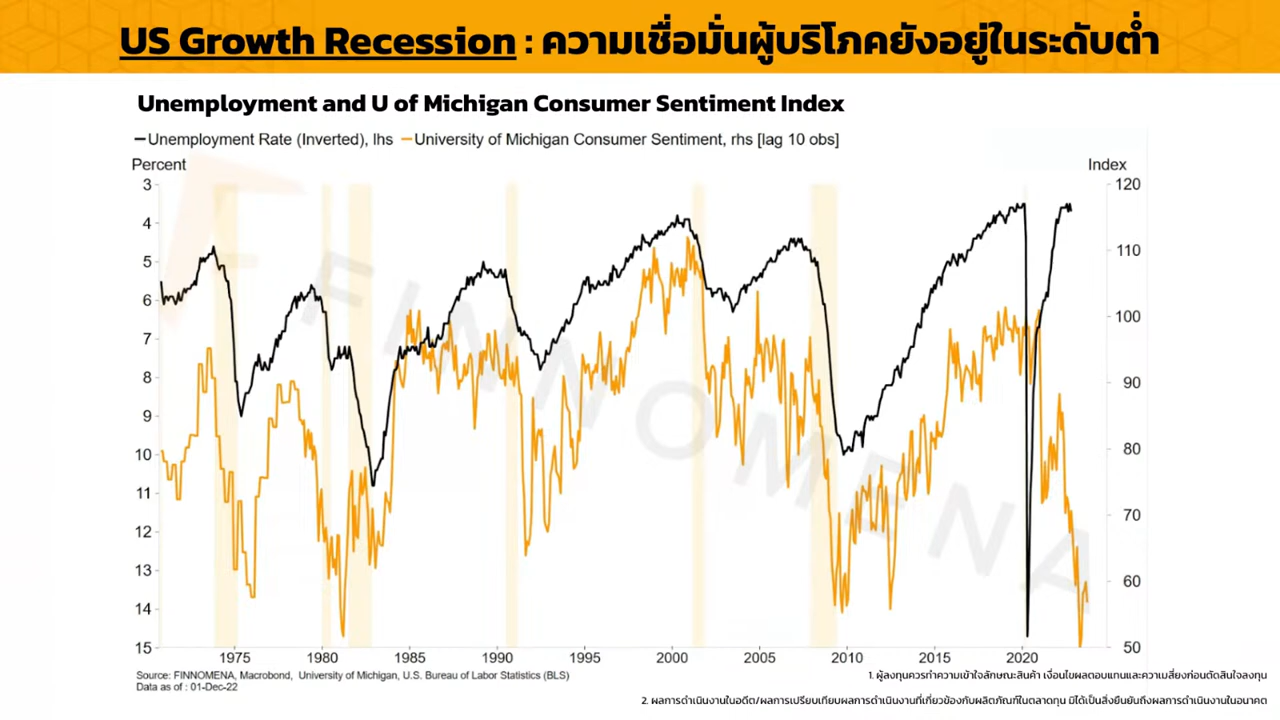 US Growth Recession : ความเชื่อมั่นผู้บริโภคยังอยู่ในระดับต่ำ
Unemployment and U of Michigan Consumer Sentiment Index
Unemployment Rate (Inverted), lhs University of Michigan Consumer Sentiment, rhs [lag 10 obs]
Percent Index
3 120
4
5 110
6
7 100
8 90
9
10 80
11
12 70
13 60
14
15 50
1975 1980 1985 1990 1995 2000 2005 2010 2015 2020
FINNOMENA
Source: FINNOMENA, Macrobond, University of Michigan, U.S. Bureau of Labor Statistics (BLS)
Data as of : 01-Dec-22
1. ผู้ลงทุนควรทำความเข้าใจลักษณะสินค้า เงื่อนไขผลตอบแทนและความเสี่ยงก่อนตัดสินใจลงทุน
2. ผลการดำเนินงานในอดีต/ผลการเปรียบเทียบผลการดำเนินงานที่เกี่ยวข้องกับผลิตภัณฑ์ในตลาดทุน มิได้เป็นสิ่งยืนยันถึงผลการดำเนินงานในอนาคต